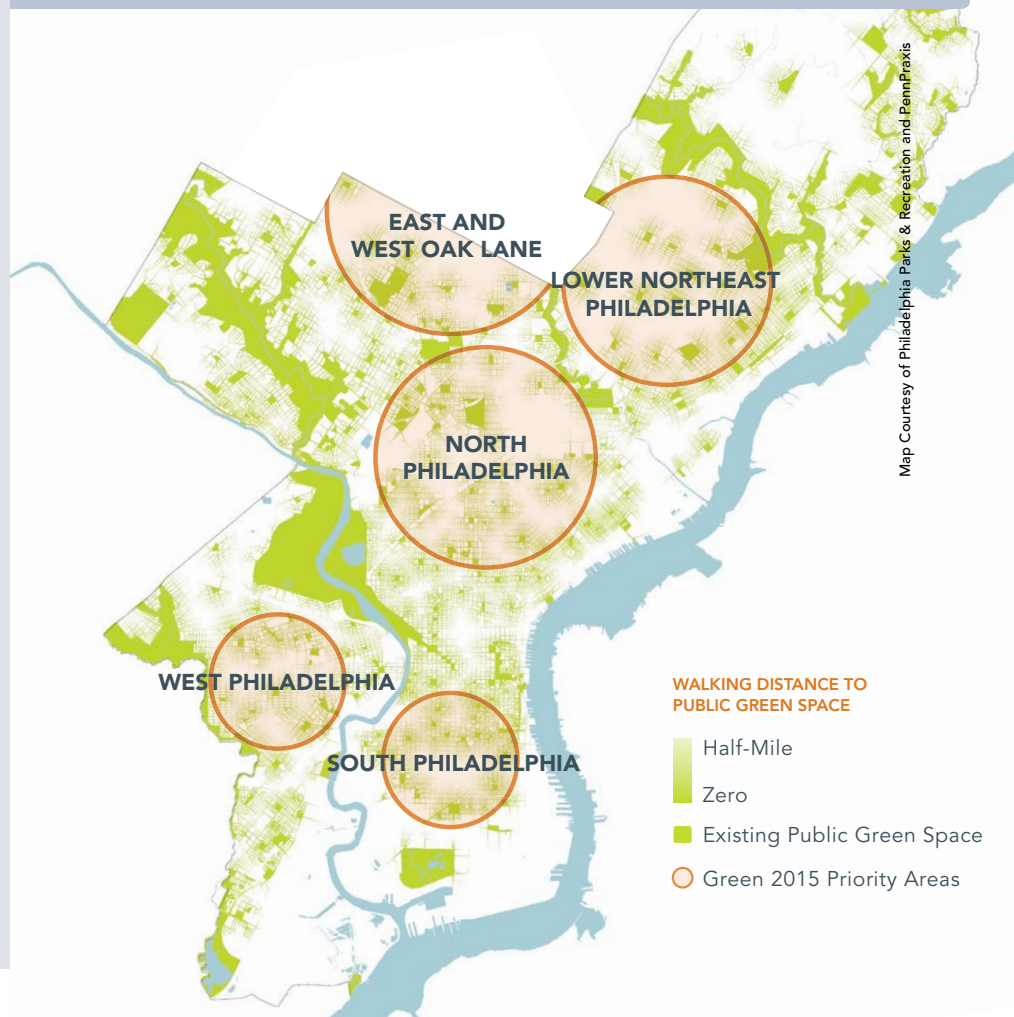 EAST AND
WEST OAK LANE
LOWER NORTHEAST
PHILADELPHIA
NORTH
PHILADELPHIA
WEST PHILADELPHIA
SOUTH PHILADELPHIA
Map Courtesy of Philadelphia Parks & Recreation and PennPraxis
WALKING DISTANCE TO
PUBLIC GREEN SPACE
Half-Mile
Zero
Existing Public Green Space
Green 2015 Priority Areas